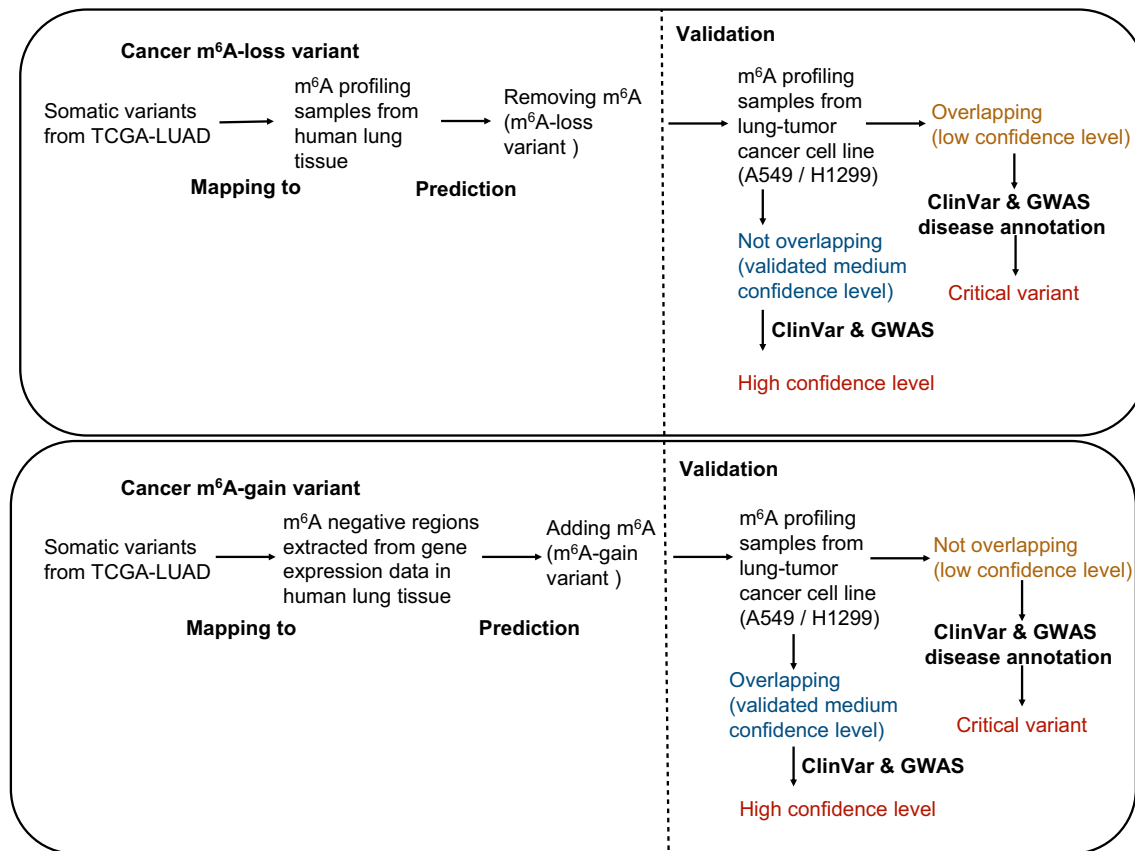 Cancer m⁶A-loss variant
Somatic variants
from TCGA-LUAD
Mapping to
m⁶A profiling
samples from
human lung
tissue
Prediction
Removing m⁶A
(m⁶A-loss
variant )
Validation
m⁶A profiling
samples from
lung-tumor
cancer cell line
(A549 / H1299)
Overlapping
(low confidence level)
ClinVar & GWAS
disease annotation
Critical variant
Not overlapping
(validated medium
confidence level)
ClinVar & GWAS
High confidence level
Cancer m⁶A-gain variant
Somatic variants
from TCGA-LUAD
Mapping to
m⁶A negative regions
extracted from gene
expression data in
human lung tissue
Prediction
Adding m⁶A
(m⁶A-gain
variant )
Validation
m⁶A profiling
samples from
lung-tumor
cancer cell line
(A549 / H1299)
Not overlapping
(low confidence level)
ClinVar & GWAS
disease annotation
Critical variant
Overlapping
(validated medium
confidence level)
ClinVar & GWAS
High confidence level